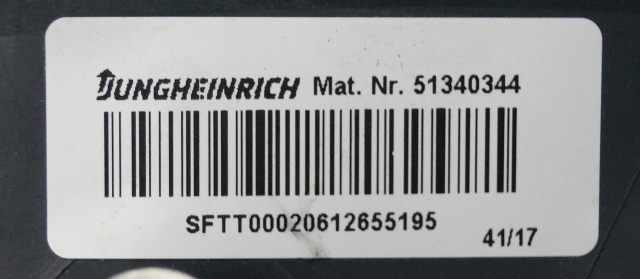 JUNGHEINRICH Mat. Nr. 51340344
SFTT00020612655195
41/17